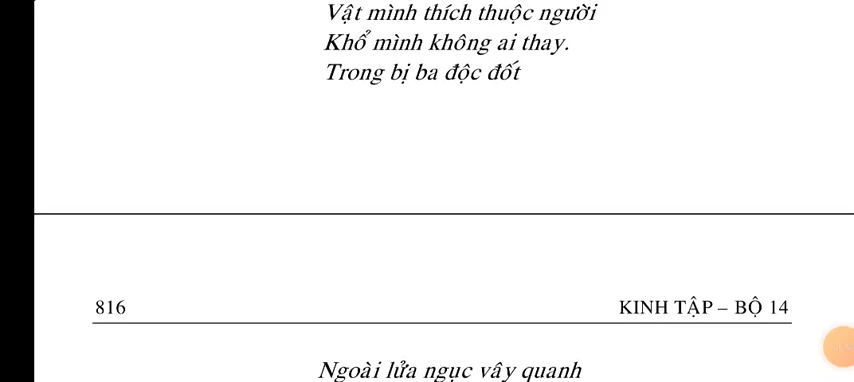 Vật mình thích thuộc người
Khổ mình không ai thay.
Trong bị ba độc đốt
816 KINH TẬP – BỘ 14
Ngoài lửa ngục vây quanh